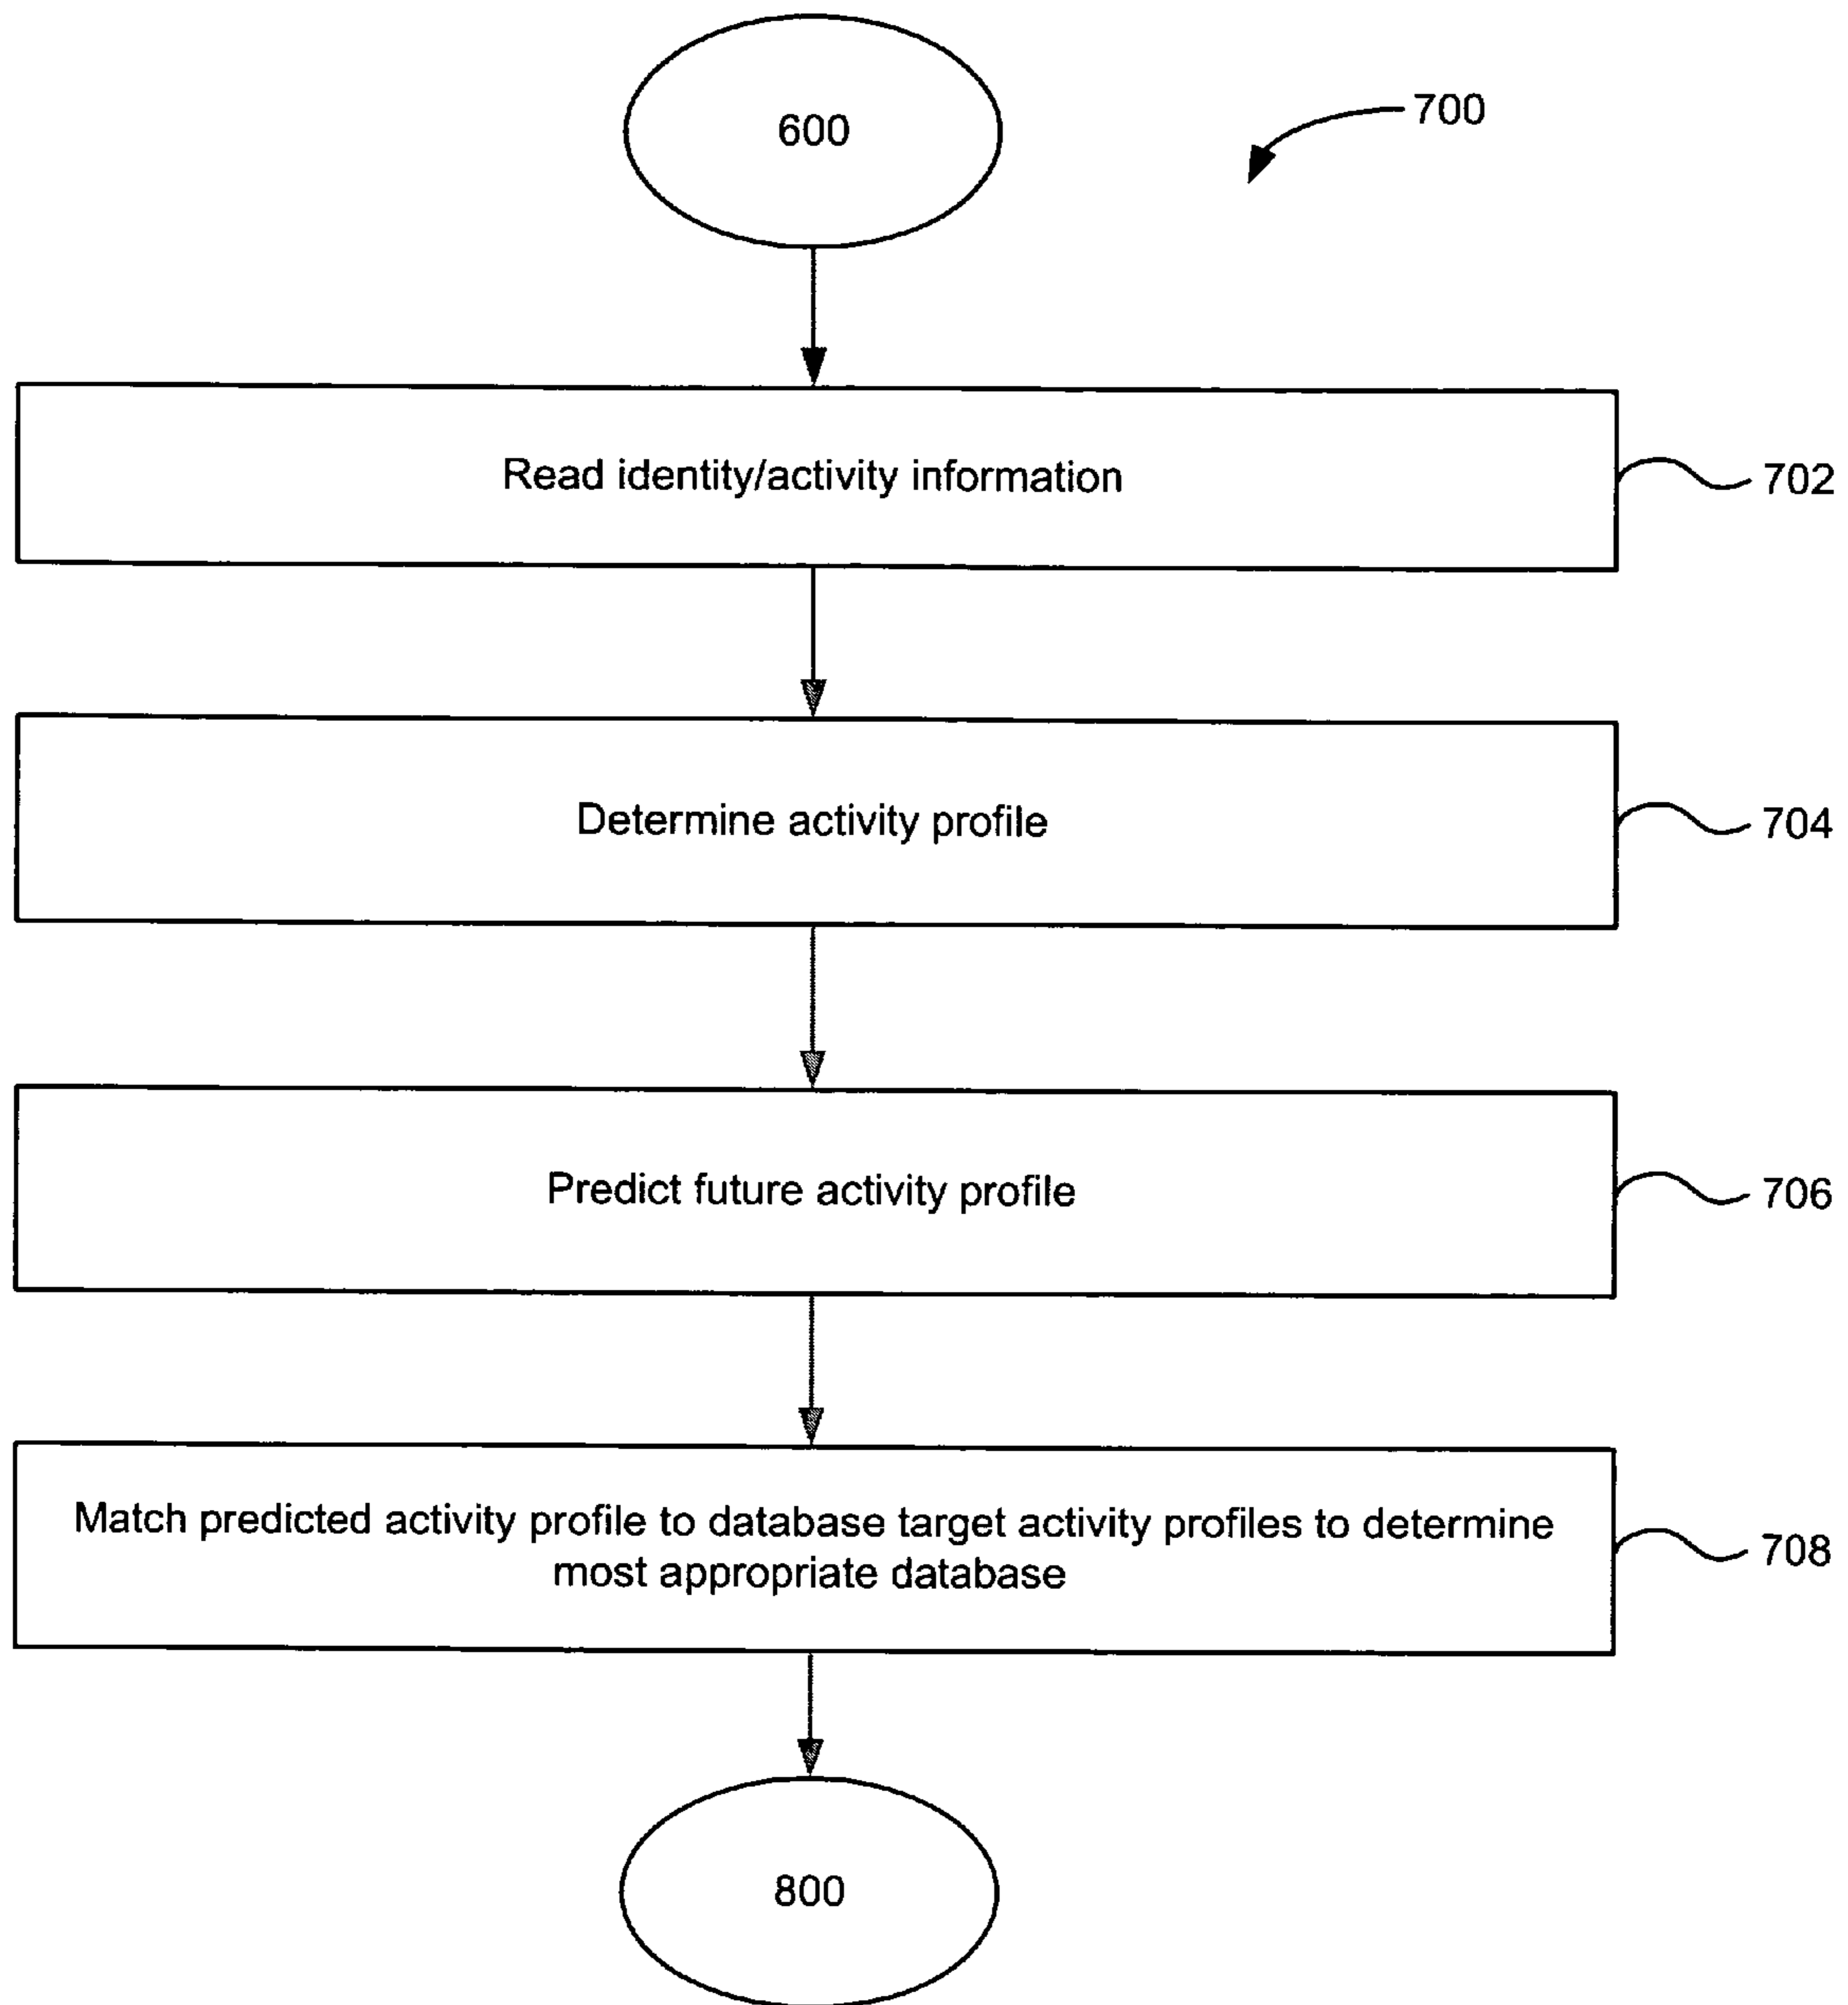 600
700
Read identity/activity information
702
Determine activity profile
704
Predict future activity profile
706
Match predicted activity profile to database target activity profiles to determine
most appropriate database
708
800